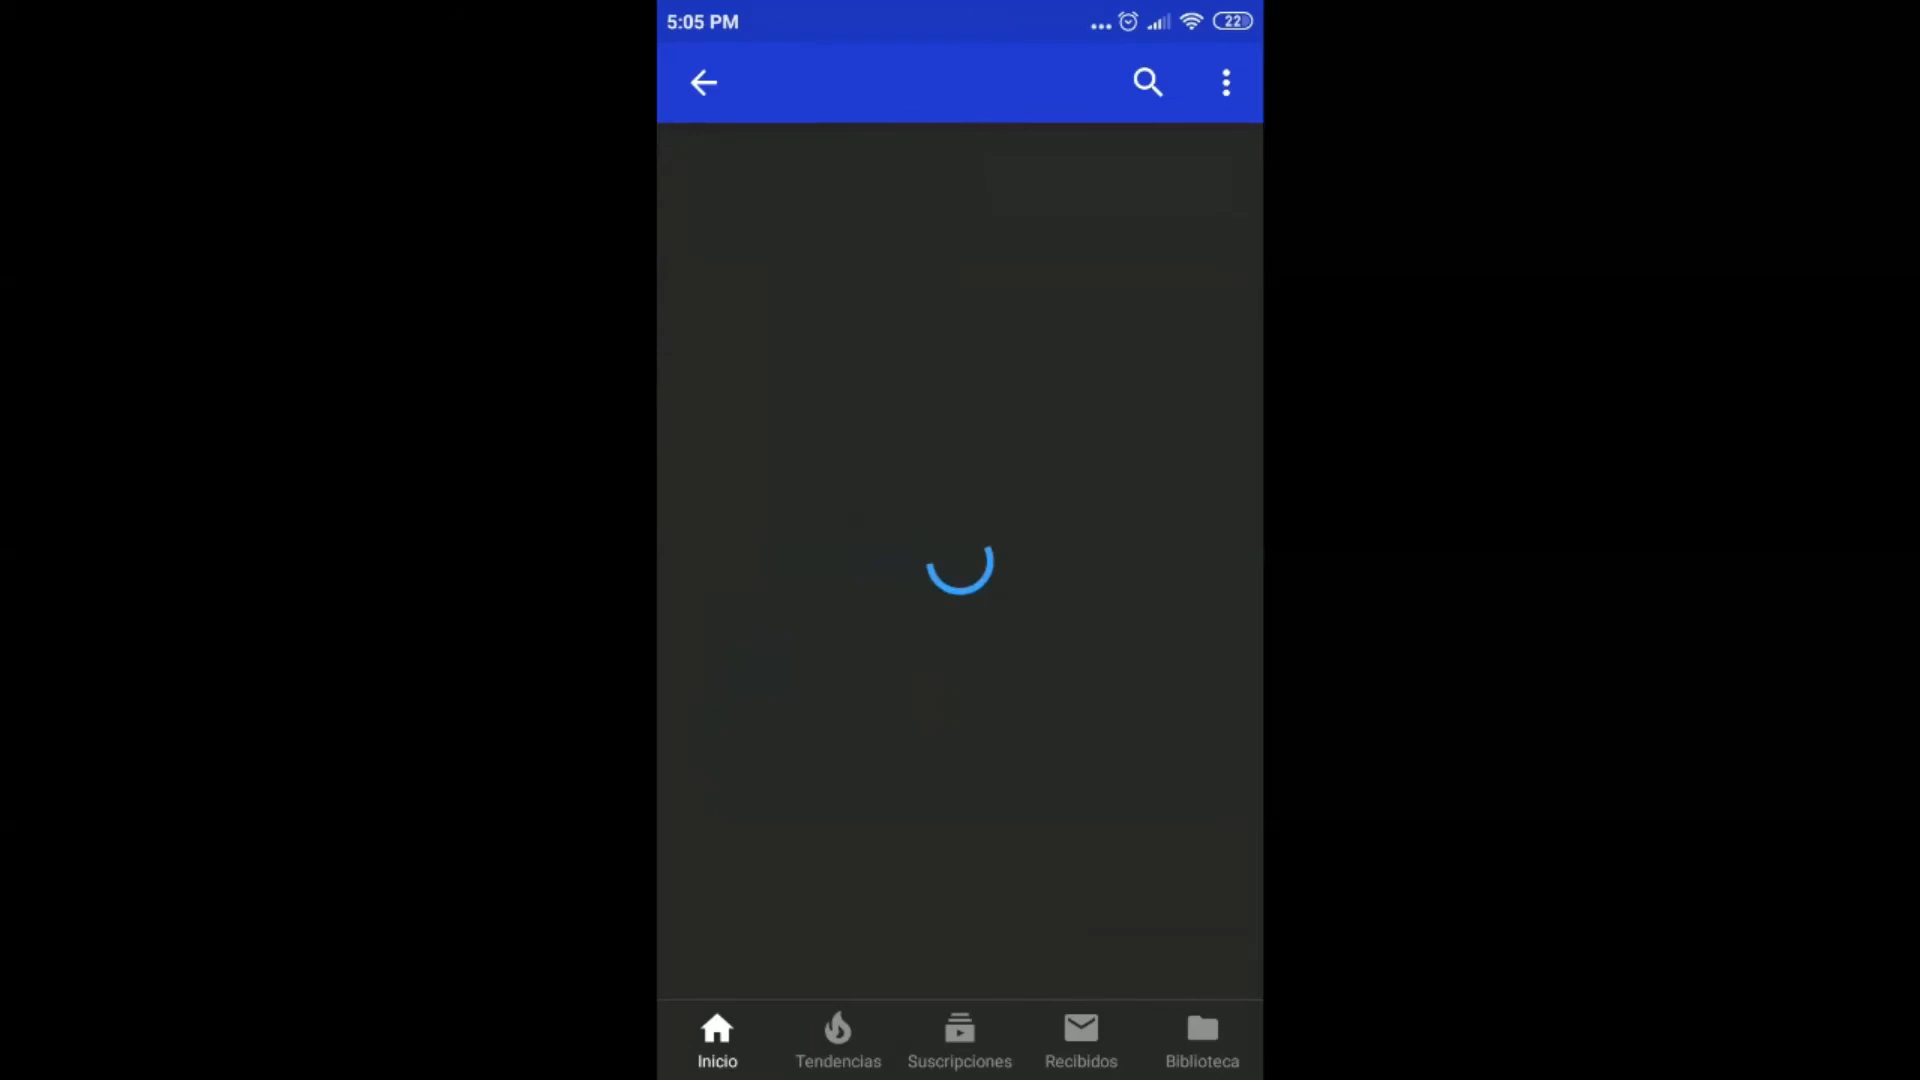 5:05 PM
22
Inicio
Tendencias
Suscripciones
Recibidos
Biblioteca